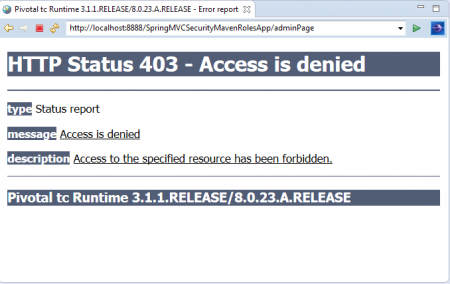 Pivotal tc Runtime 3.1.1.RELEASE/8.0.23.A.RELEASE - Error report
http://localhost:8888/SpringMVCSecurityMavenRolesApp/adminPage
HTTP Status 403 - Access is denied
type Status report
message Access is denied
description Access to the specified resource has been forbidden.
Pivotal tc Runtime 3.1.1.RELEASE/8.0.23.A.RELEASE